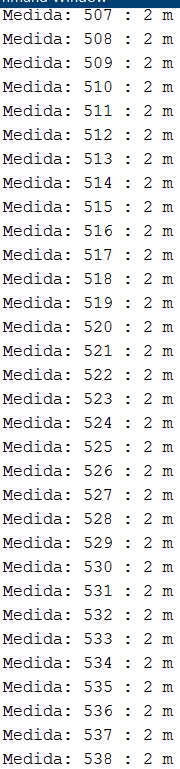 Medida: 507 : 2 m
Medida: 508 : 2 m
Medida: 509 : 2 m
Medida: 510 : 2 m
Medida: 511 : 2 m
Medida: 512 : 2 m
Medida: 513 : 2 m
Medida: 514 : 2 m
Medida: 515 : 2 m
Medida: 516 : 2 m
Medida: 517 : 2 m
Medida: 518 : 2 m
Medida: 519 : 2 m
Medida: 520 : 2 m
Medida: 521 : 2 m
Medida: 522 : 2 m
Medida: 523 : 2 m
Medida: 524 : 2 m
Medida: 525 : 2 m
Medida: 526 : 2 m
Medida: 527 : 2 m
Medida: 528 : 2 m
Medida: 529 : 2 m
Medida: 530 : 2 m
Medida: 531 : 2 m
Medida: 532 : 2 m
Medida: 533 : 2 m
Medida: 534 : 2 m
Medida: 535 : 2 m
Medida: 536 : 2 m
Medida: 537 : 2 m
Medida: 538 : 2 m